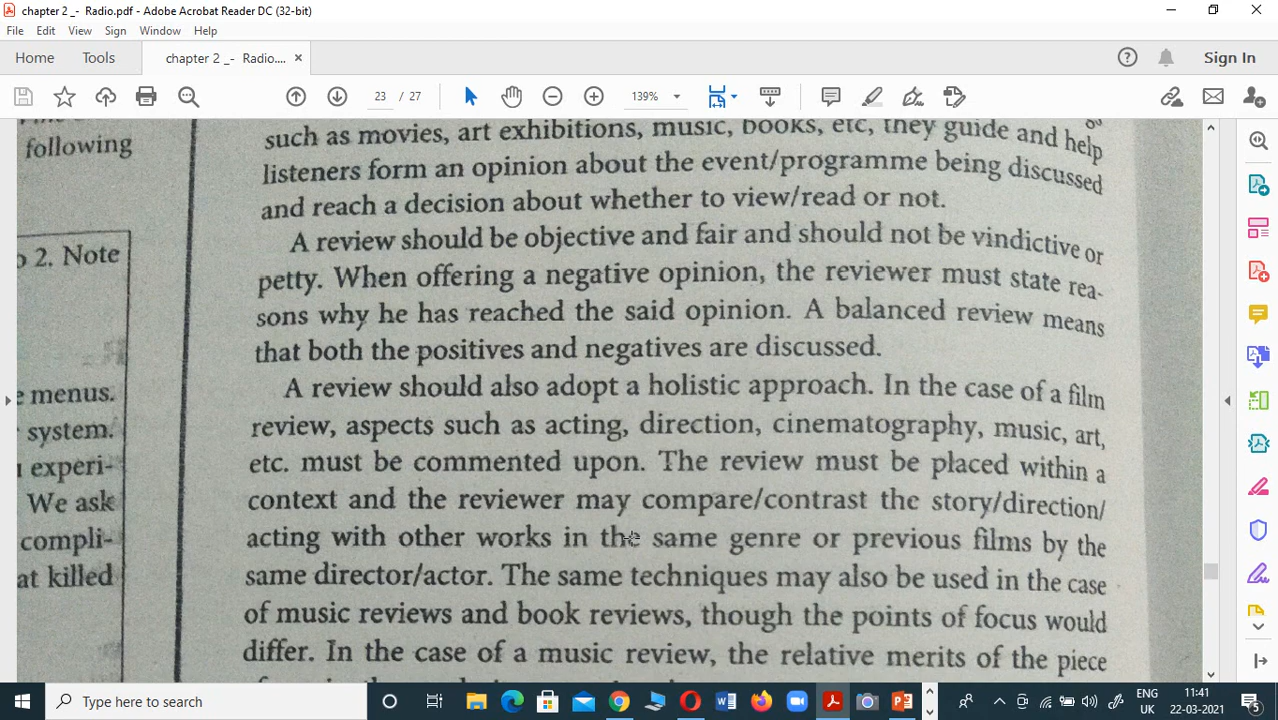 chapter 2 _- Radio.pdf - Adobe Acrobat Reader DC (32-bit)
File Edit View Sign Window Help
Home Tools chapter 2 _- Radio.... × Sign In
23 / 27 139%
following
2. Note
e menus.
system.
experi-
We ask
compli-
at killed
such as movies, art exhibitions, music, books, etc, they guide and help
listeners form an opinion about the event/programme being discussed
and reach a decision about whether to view/read or not.
A review should be objective and fair and should not be vindictive or
petty. When offering a negative opinion, the reviewer must state rea-
sons why he has reached the said opinion. A balanced review means
that both the positives and negatives are discussed.
A review should also adopt a holistic approach. In the case of a film
review, aspects such as acting, direction, cinematography, music, art,
etc. must be commented upon. The review must be placed within a
context and the reviewer may compare/contrast the story/direction/
acting with other works in the same genre or previous films by the
same director/actor. The same techniques may also be used in the case
of music reviews and book reviews, though the points of focus would
differ. In the case of a music review, the relative merits of the piece
Type here to search
ENG 11:41
UK 22-03-2021 5